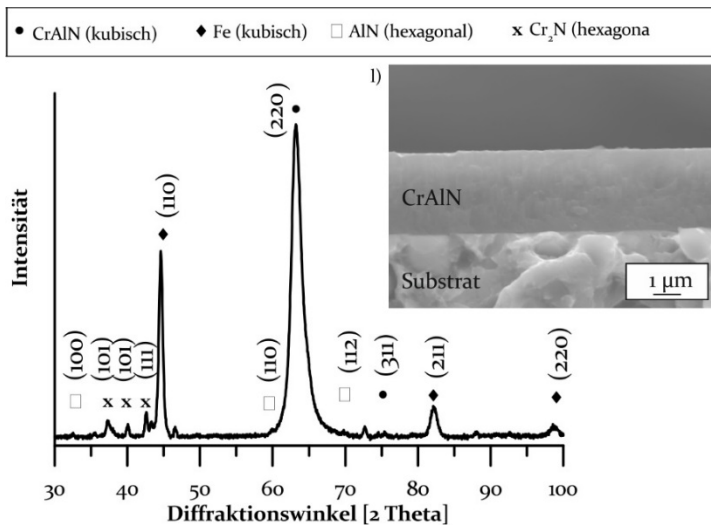 ● CrAlN (kubisch) ◆ Fe (kubisch) □ AlN (hexagonal) x Cr₂N (hexagona
l)
Intensität
(100)
(101)
(101)
(111)
(110)
(110)
(220)
(112)
(311)
(211)
(220)
x x x
CrAlN
Substrat
1 µm
30 40 50 60 70 80 90 100
Diffraktionswinkel [2 Theta]